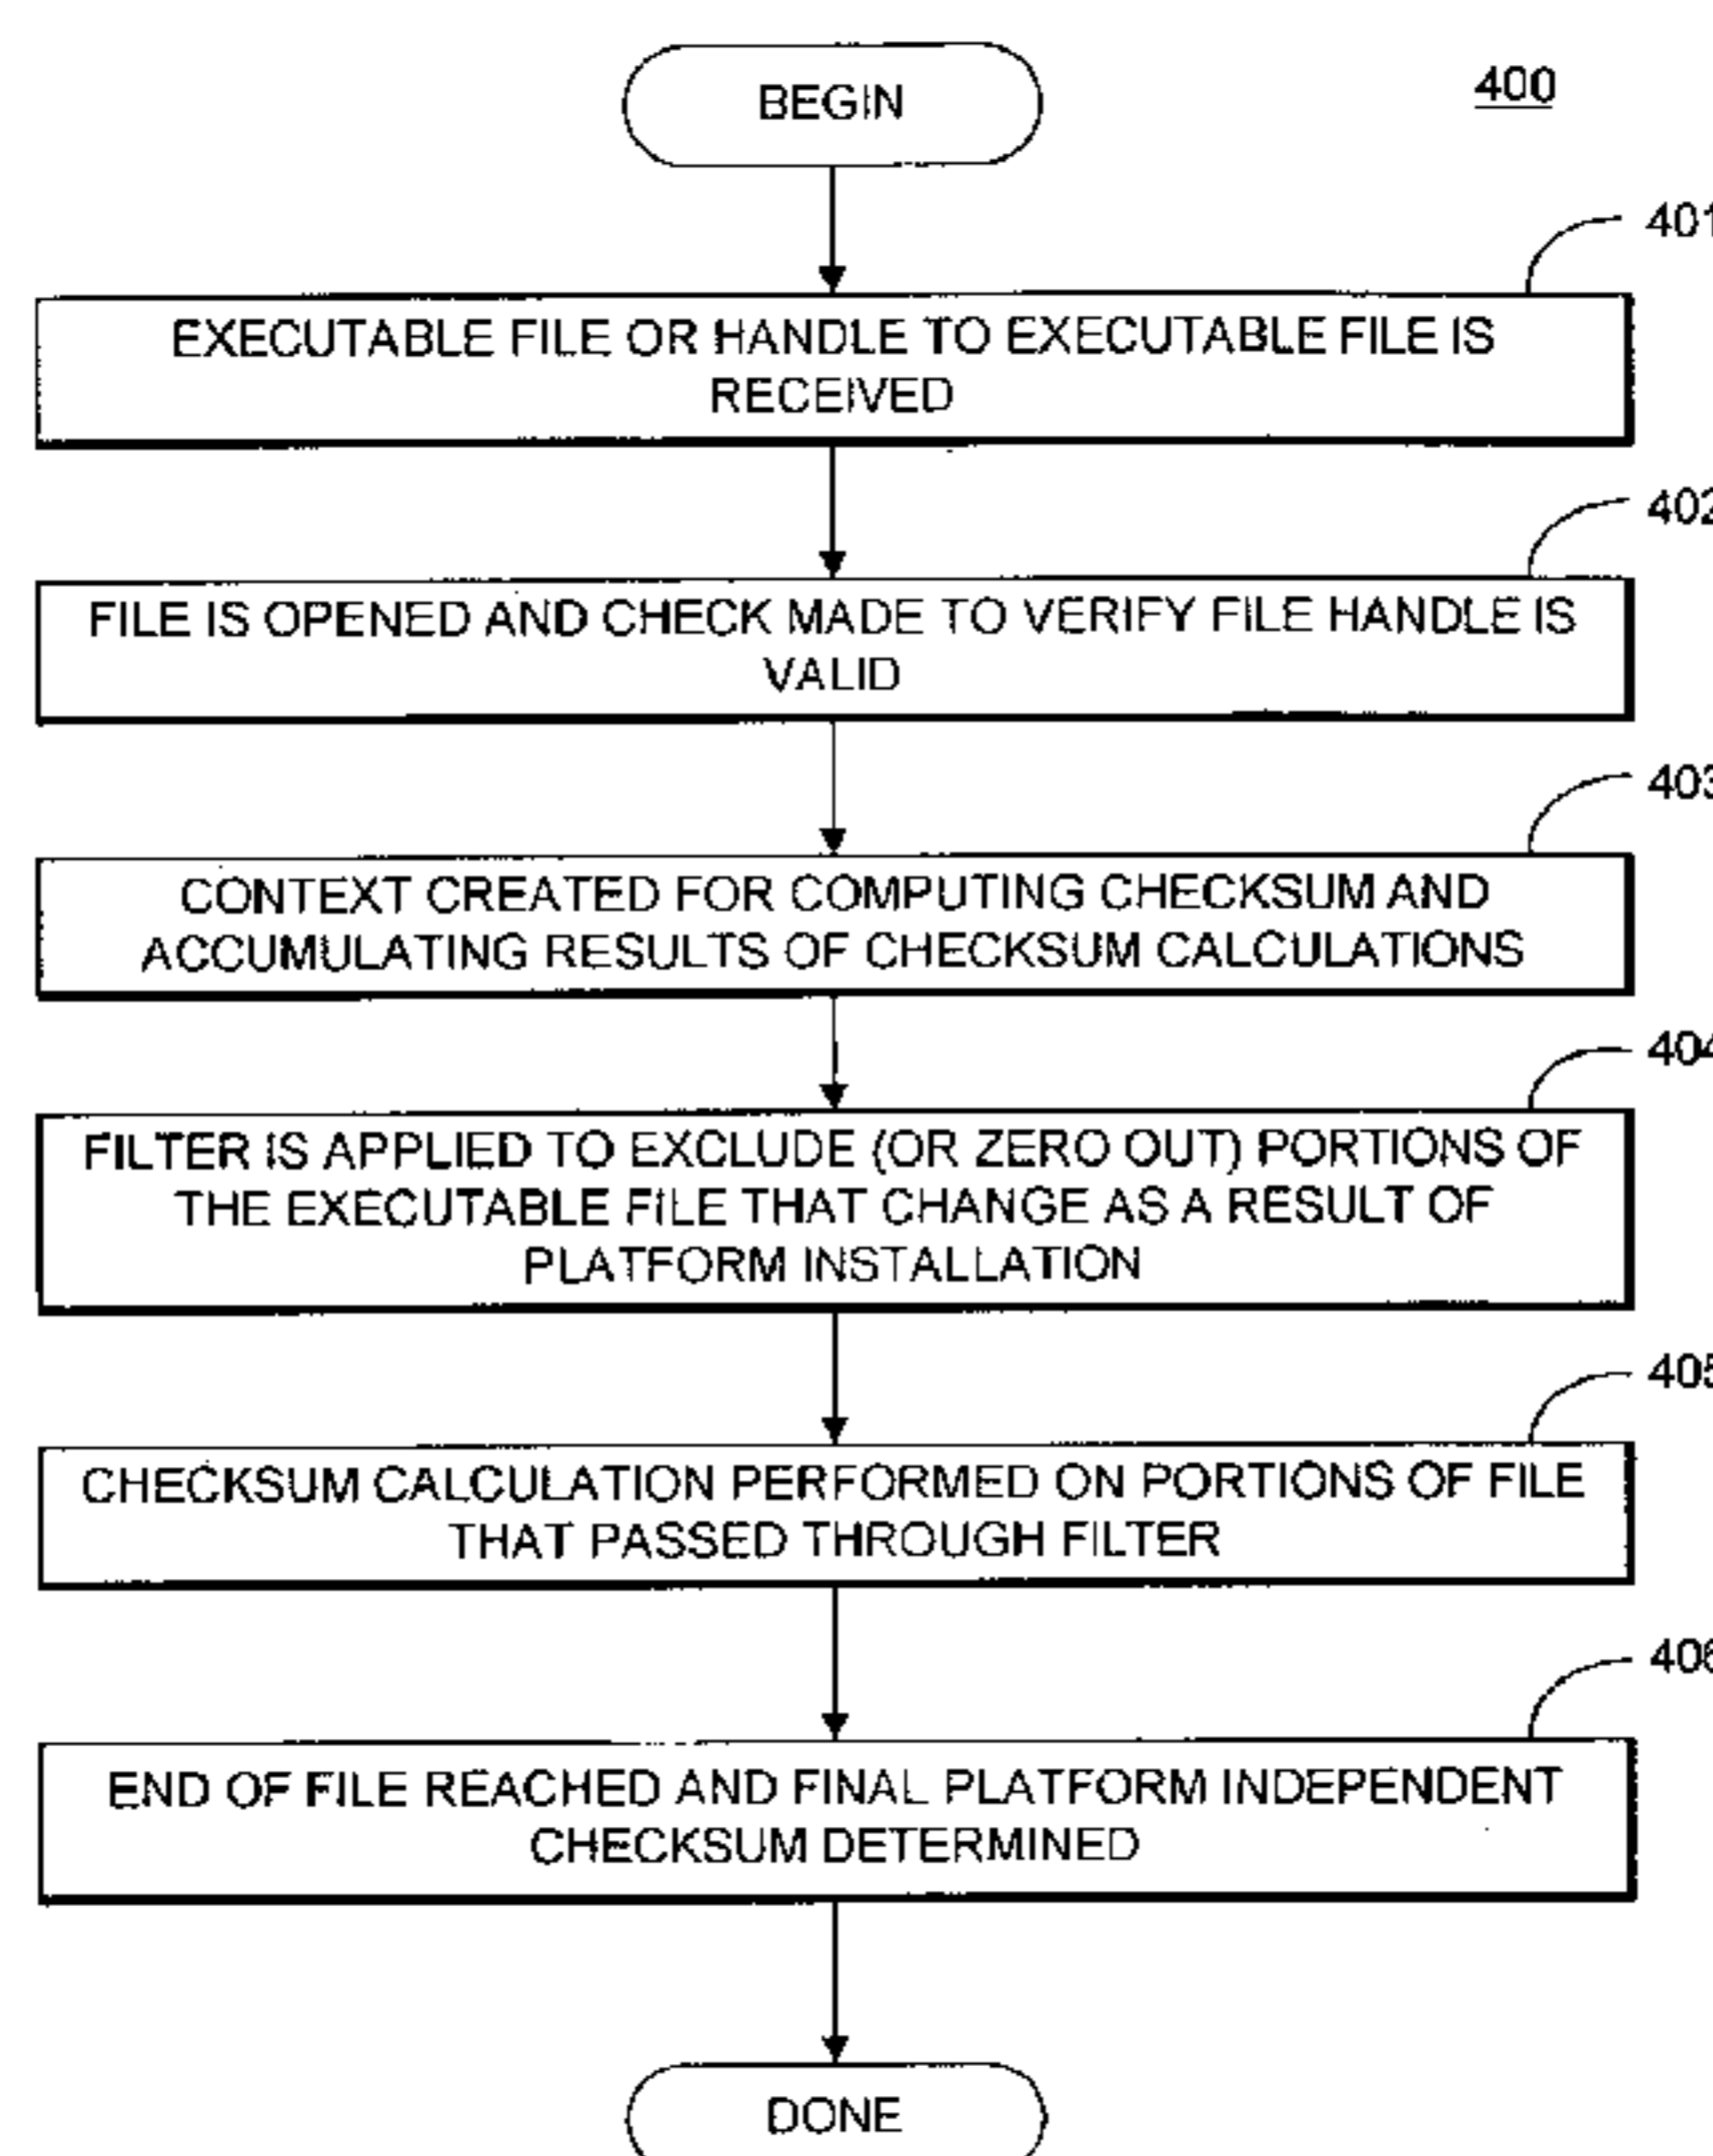 BEGIN
400
401
EXECUTABLE FILE OR HANDLE TO EXECUTABLE FILE IS
RECEIVED
402
FILE IS OPENED AND CHECK MADE TO VERIFY FILE HANDLE IS
VALID
403
CONTEXT CREATED FOR COMPUTING CHECKSUM AND
ACCUMULATING RESULTS OF CHECKSUM CALCULATIONS
404
FILTER IS APPLIED TO EXCLUDE (OR ZERO OUT) PORTIONS OF
THE EXECUTABLE FILE THAT CHANGE AS A RESULT OF
PLATFORM INSTALLATION
405
CHECKSUM CALCULATION PERFORMED ON PORTIONS OF FILE
THAT PASSED THROUGH FILTER
406
END OF FILE REACHED AND FINAL PLATFORM INDEPENDENT
CHECKSUM DETERMINED
DONE